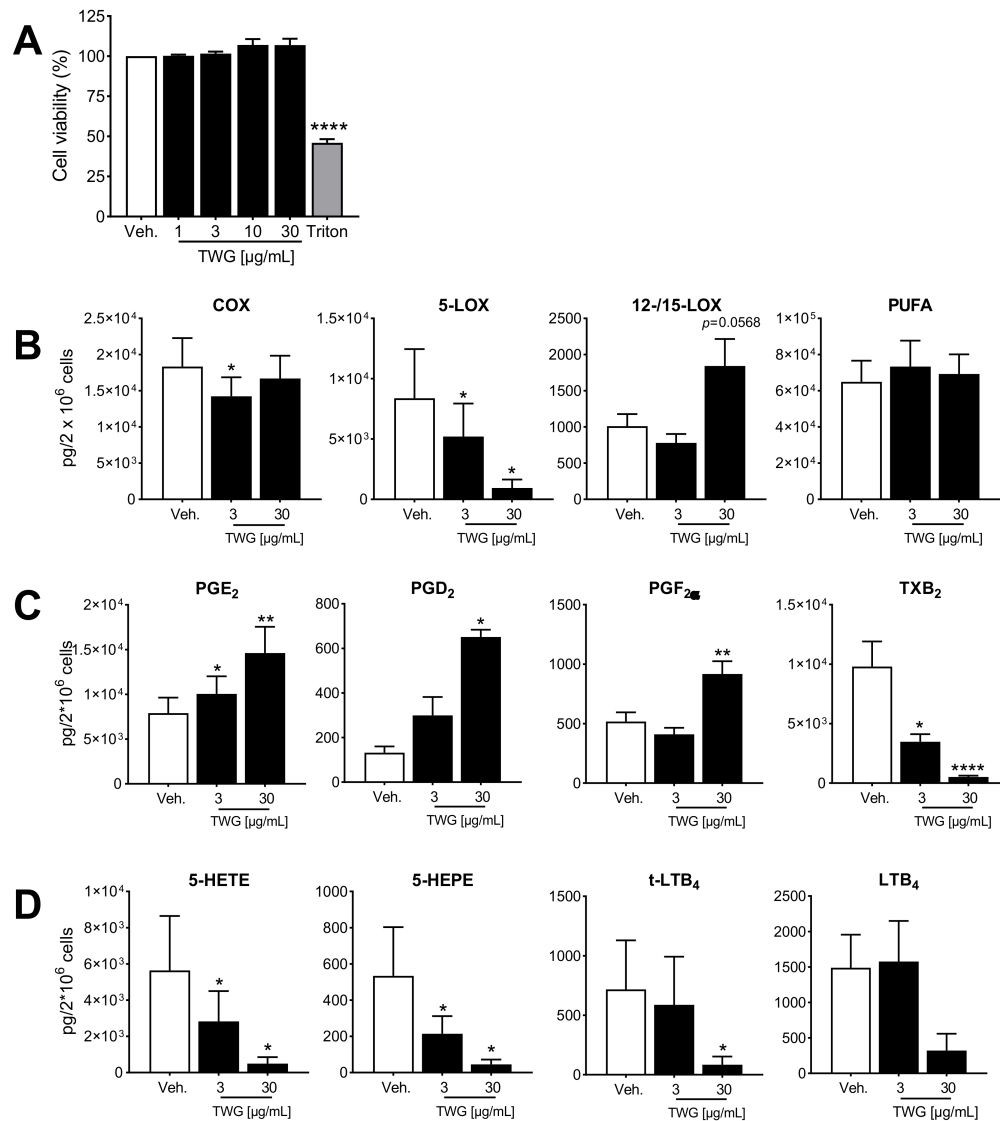 A
Cell viability (%)
125
100
75
50
25
0
****
Veh. 1 3 10 30 Triton
TWG [µg/mL]
B
pg/2 x 10⁶ cells
COX
2.5×10⁴
2×10⁴
1.5×10⁴
1×10⁴
5×10³
0
*
Veh. 3 30
TWG [µg/mL]
5-LOX
1.5×10⁴
1×10⁴
5×10³
0
*
*
Veh. 3 30
TWG [µg/mL]
12-/15-LOX
p=0.0568
2500
2000
1500
1000
500
0
Veh. 3 30
TWG [µg/mL]
PUFA
1×10⁵
8×10⁴
6×10⁴
4×10⁴
2×10⁴
0
Veh. 3 30
TWG [µg/mL]
C
pg/2*10⁶ cells
PGE₂
2×10⁴
1.5×10⁴
1×10⁴
5×10³
0
*
**
Veh. 3 30
TWG [µg/mL]
PGD₂
800
600
400
200
0
*
Veh. 3 30
TWG [µg/mL]
PGF₂α
1500
1000
500
0
**
Veh. 3 30
TWG [µg/mL]
TXB₂
1.5×10⁴
1×10⁴
5×10³
0
*
****
Veh. 3 30
TWG [µg/mL]
D
pg/2*10⁶ cells
5-HETE
1×10⁴
8×10³
6×10³
4×10³
2×10³
0
*
*
Veh. 3 30
TWG [µg/mL]
5-HEPE
1000
800
600
400
200
0
*
*
Veh. 3 30
TWG [µg/mL]
t-LTB₄
1500
1000
500
0
*
Veh. 3 30
TWG [µg/mL]
LTB₄
2500
2000
1500
1000
500
0
Veh. 3 30
TWG [µg/mL]